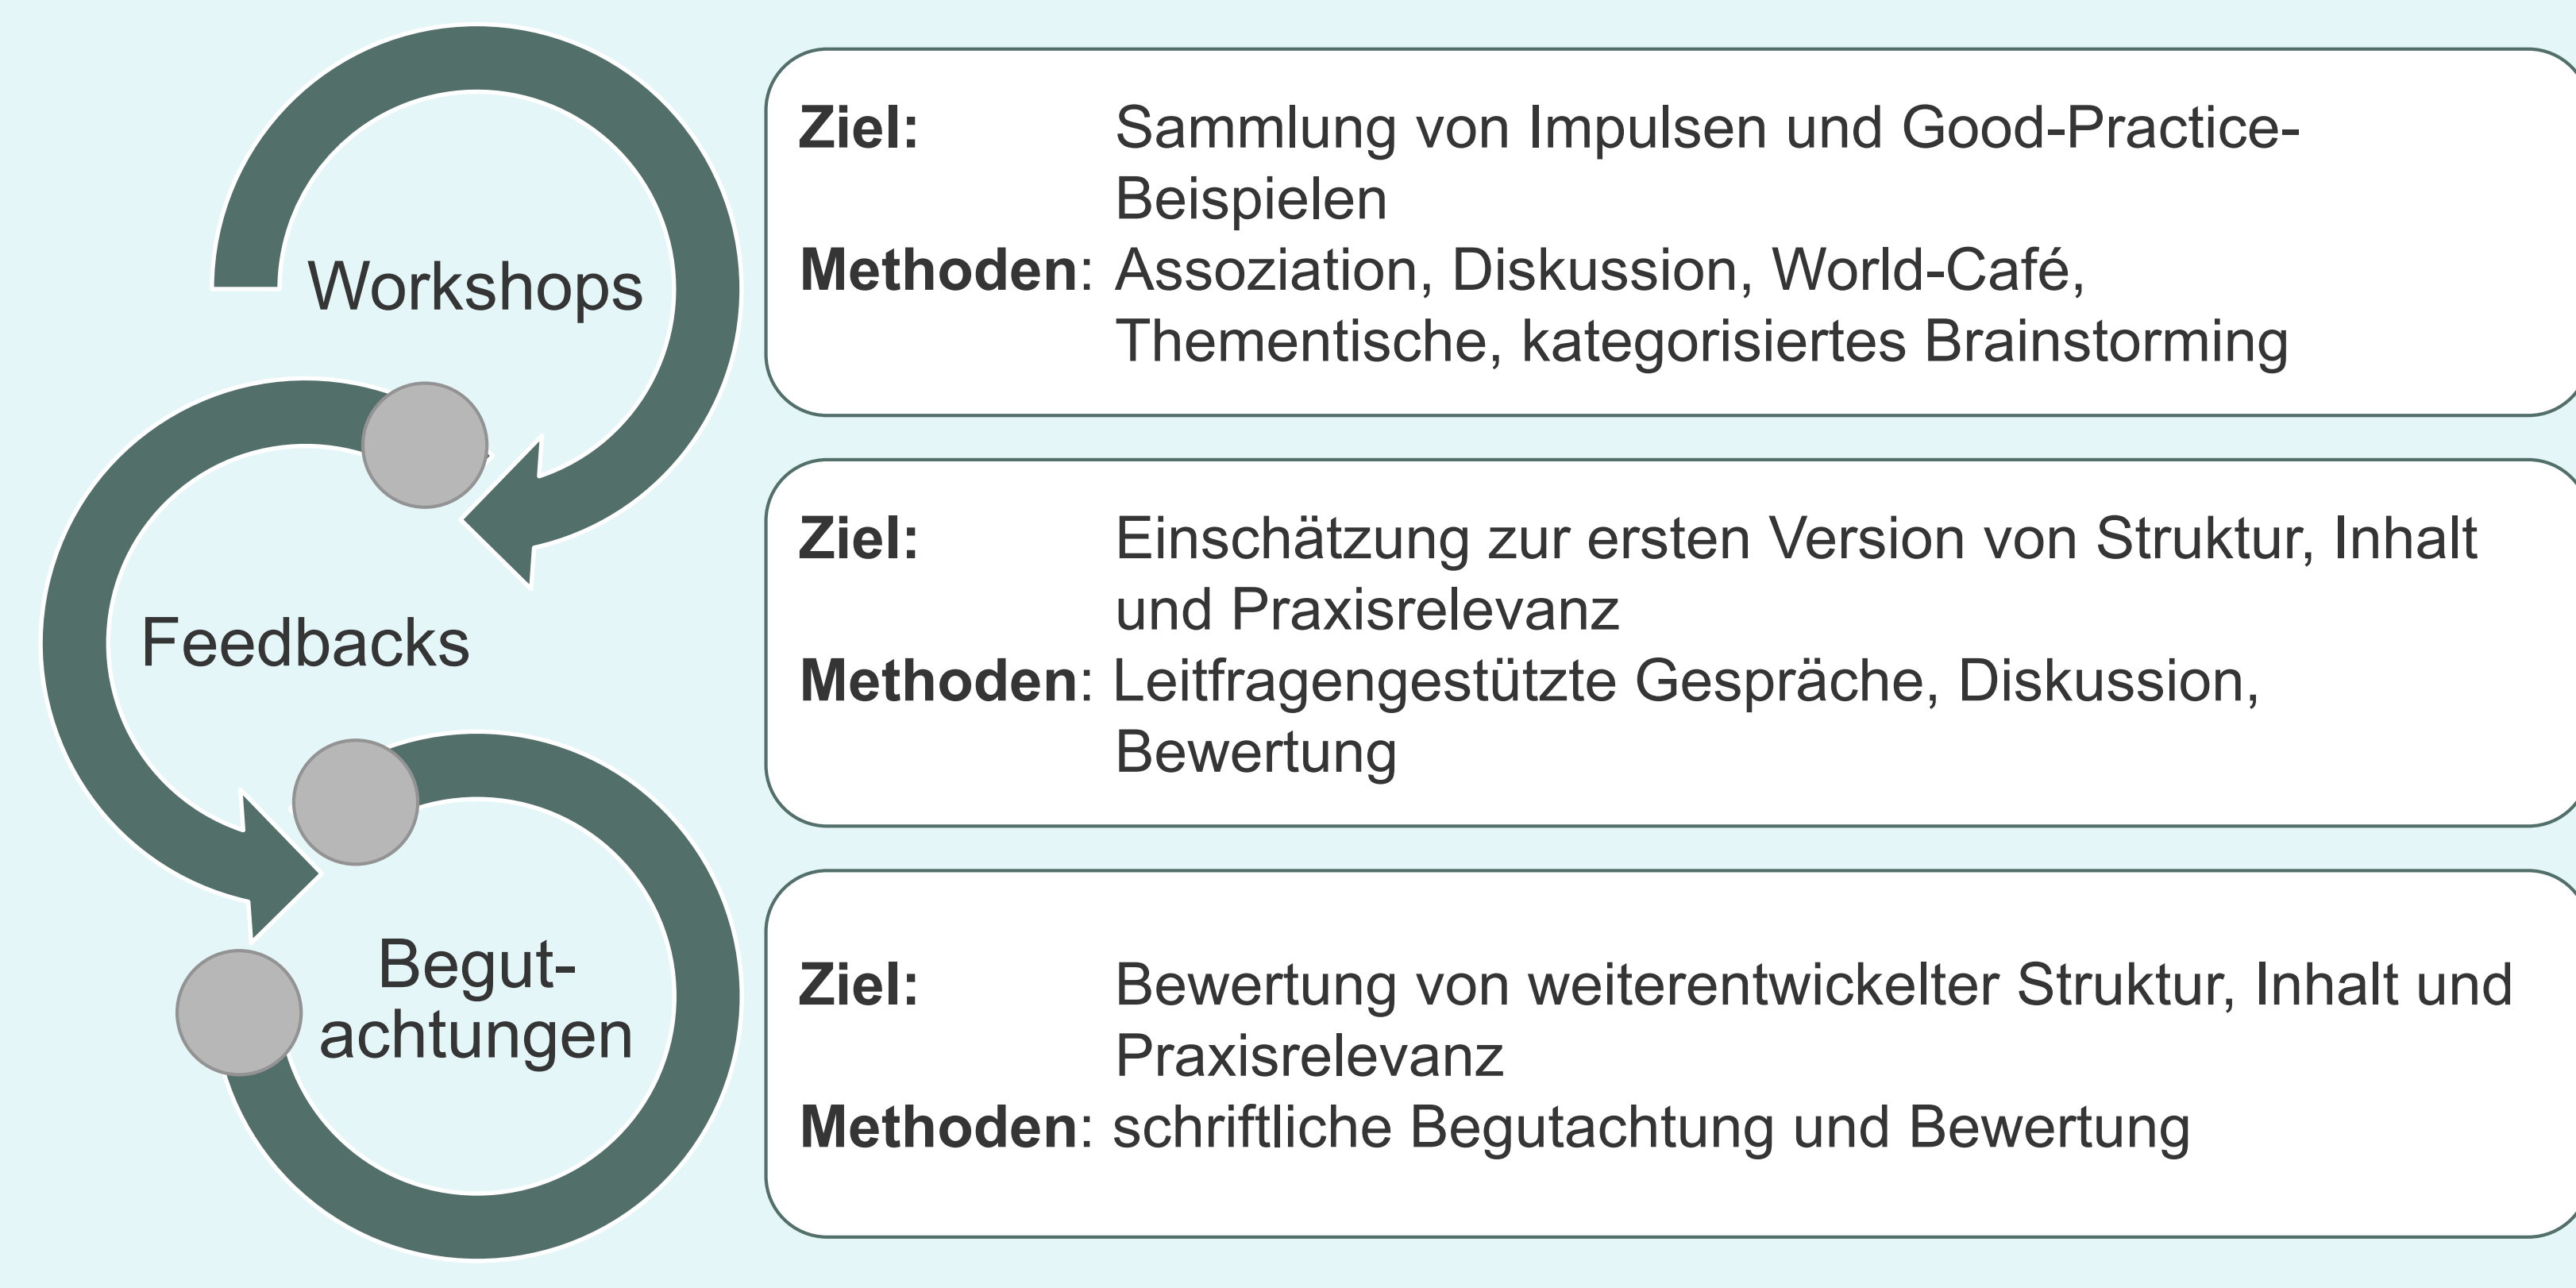 Workshops
Ziel: Sammlung von Impulsen und Good-Practice-
Beispielen
Methoden: Assoziation, Diskussion, World-Café,
Thementische, kategorisiertes Brainstorming
Feedbacks
Ziel: Einschätzung zur ersten Version von Struktur, Inhalt
und Praxisrelevanz
Methoden: Leitfragengestützte Gespräche, Diskussion,
Bewertung
Begut-
achtungen
Ziel: Bewertung von weiterentwickelter Struktur, Inhalt und
Praxisrelevanz
Methoden: schriftliche Begutachtung und Bewertung